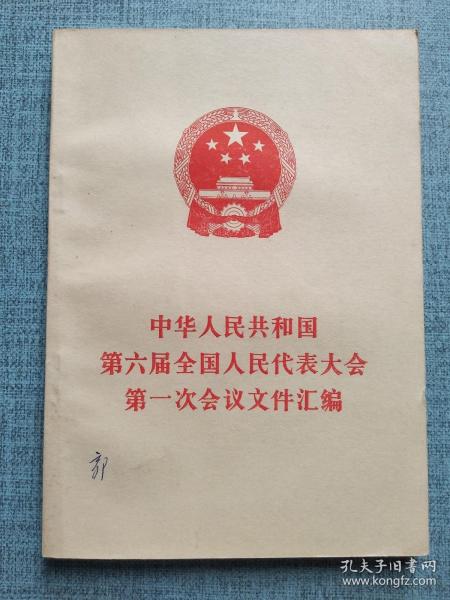 中华人民共和国
第六届全国人民代表大会
第一次会议文件汇编
郭
孔夫子旧书网
www.kongfz.com